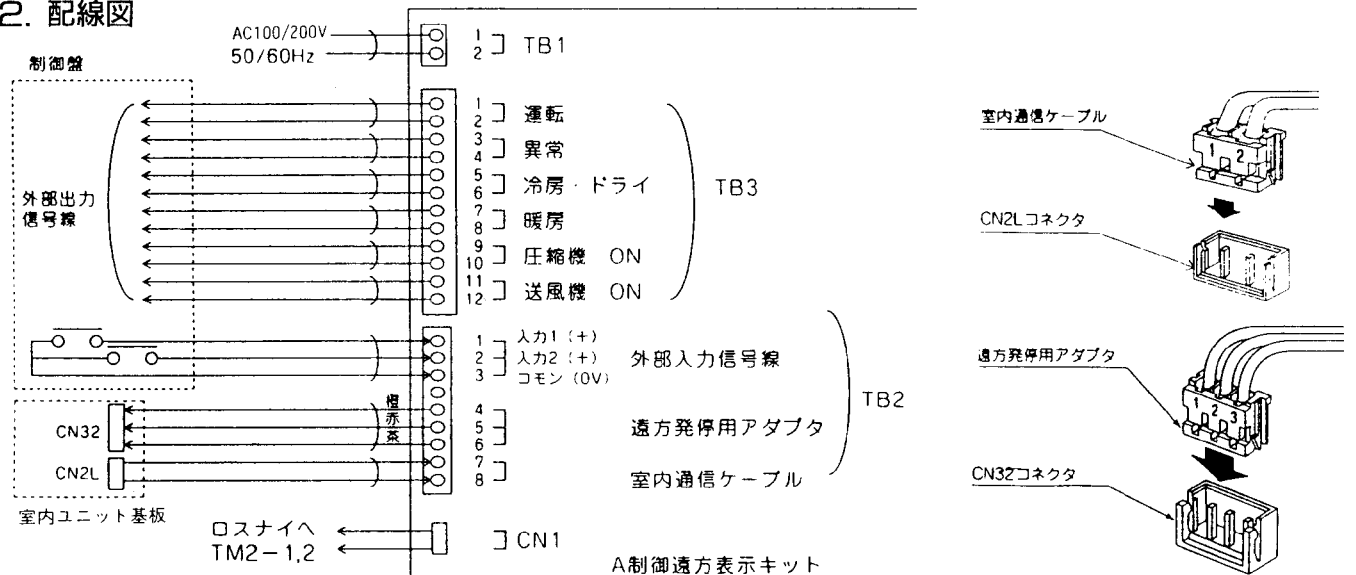 2. 配線図
AC100/200V
50/60Hz
1
2
TB1
制御盤
外部出力
信号線
1
2
運転
3
4
異常
5
6
冷房・ドライ
7
8
暖房
9
10
圧縮機 ON
11
12
送風機 ON
TB3
1 入力1 (+)
2 入力2 (+)
3 コモン (0V)
外部入力信号線
橙
赤
茶
4
5
6
遠方発停用アダプタ
7
8
室内通信ケーブル
TB2
CN32
CN2L
室内ユニット基板
ロスナイへ
TM2-1,2
CN1
A制御遠方表示キット
室内通信ケーブル
1 2
CN2Lコネクタ
遠方発停用アダプタ
1 2 3
CN32コネクタ